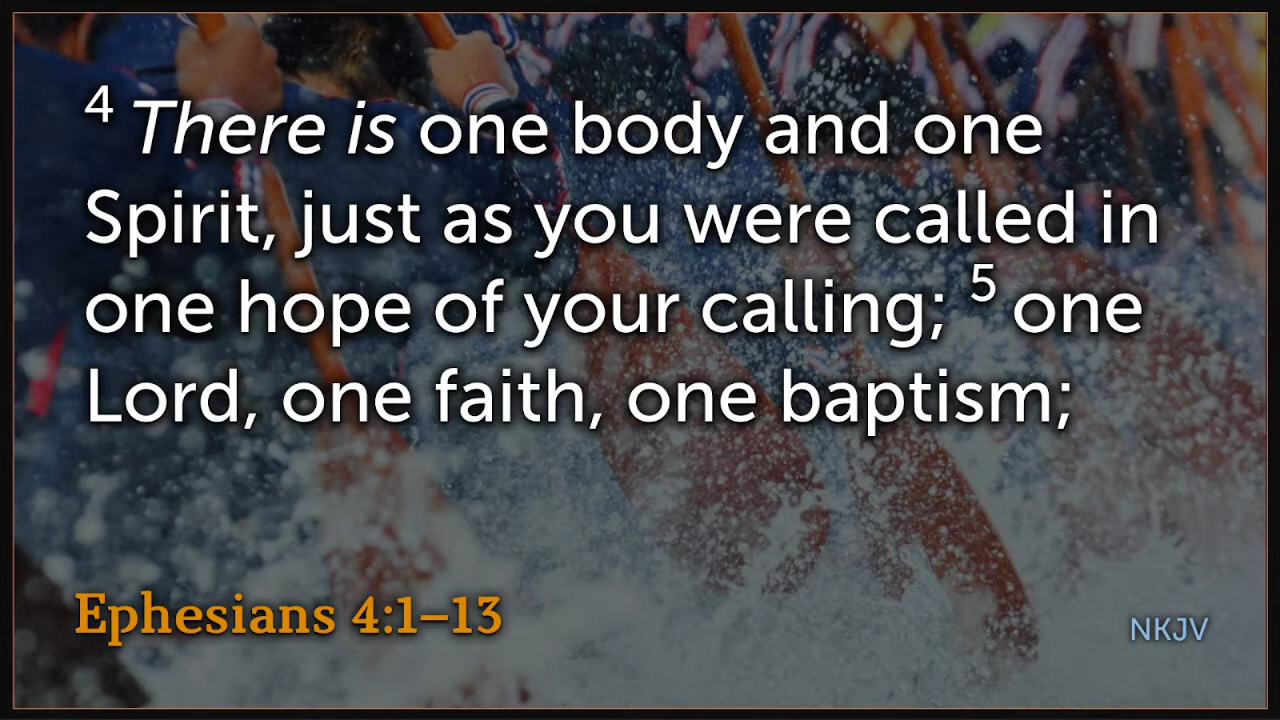 4 There is one body and one
Spirit, just as you were called in
one hope of your calling; 5 one
Lord, one faith, one baptism;
Ephesians 4:1–13
NKJV